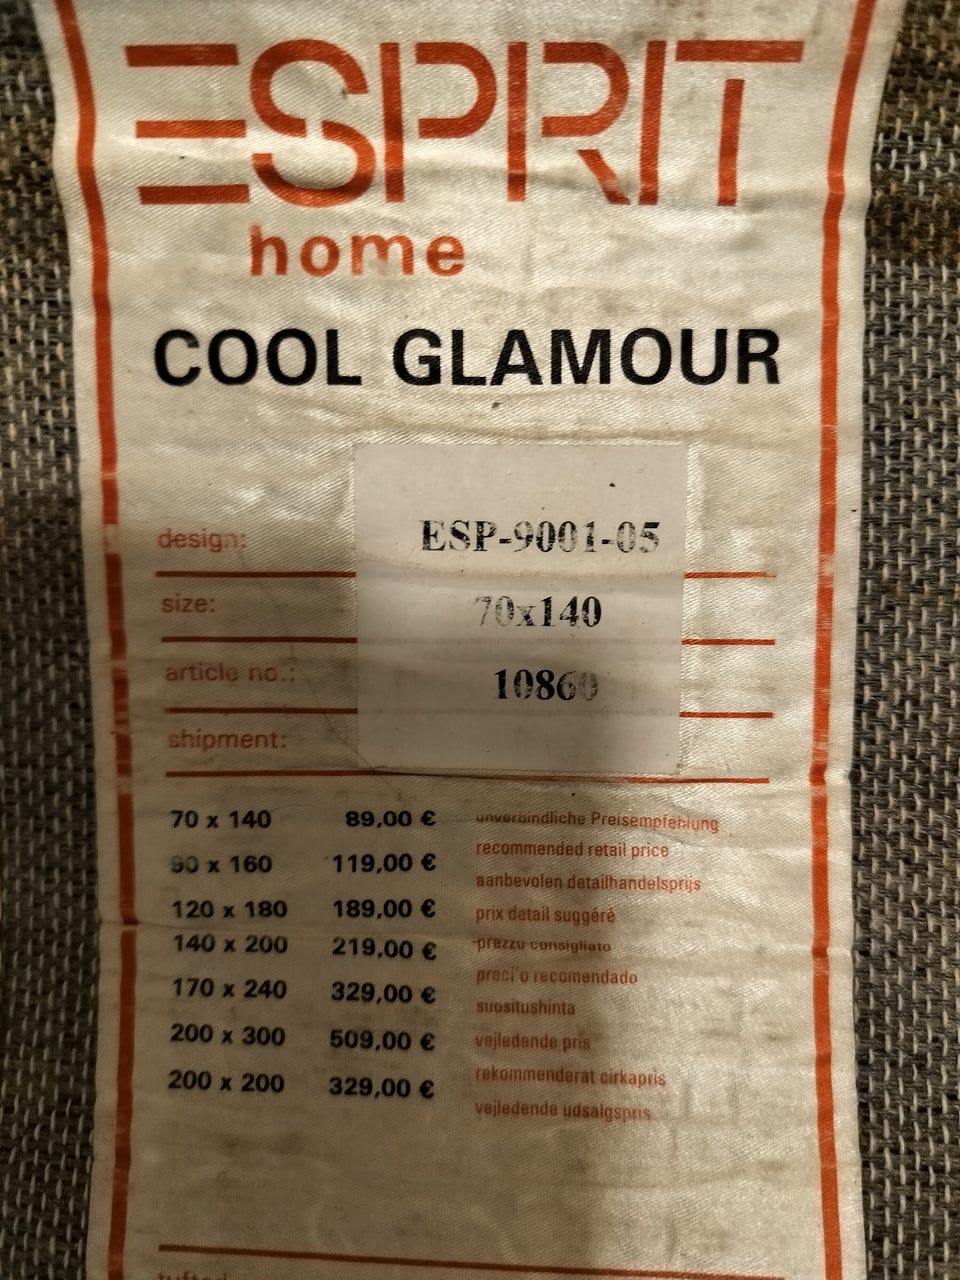 ESPRIT
home
COOL GLAMOUR
design: ESP-9001-05
size: 70x140
article no.: 10860
shipment:
70 x 140 89,00 € unverbindliche Preisempfehlung
90 x 160 119,00 € recommended retail price
aanbevolen detailhandelsprijs
120 x 180 189,00 € prix detail suggéré
140 x 200 219,00 € prezzo consigliato
170 x 240 329,00 € preci'o recomendado
suositushinta
200 x 300 509,00 € vejledende pris
200 x 200 329,00 € rekommenderat cirkapris
vejledende udsalgspris